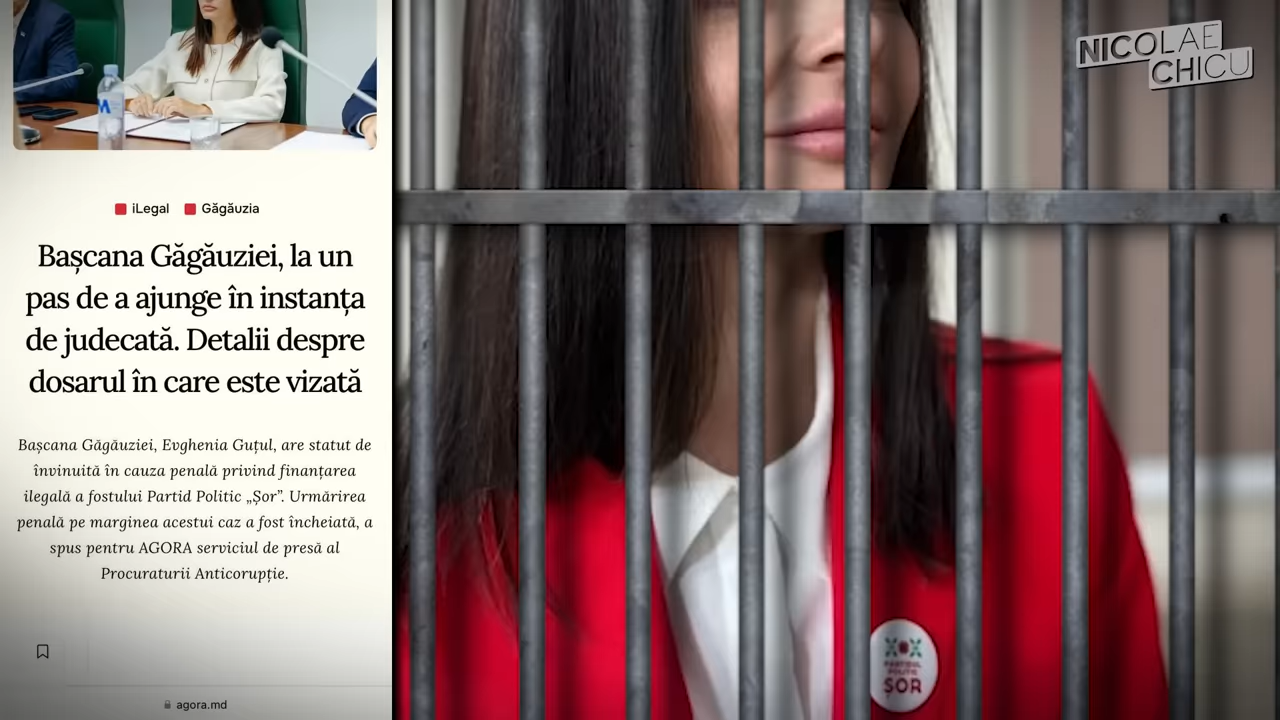 NICOLAE
CHICU
iLegal Găgăuzia
Bașcana Găgăuziei, la un
pas de a ajunge în instanța
de judecată. Detalii despre
dosarul în care este vizată
Bașcana Găgăuziei, Evghenia Guțul, are statut de
învinuită în cauza penală privind finanțarea
ilegală a fostului Partid Politic „Șor”. Urmărirea
penală pe marginea acestui caz a fost încheiată, a
spus pentru AGORA serviciul de presă al
Procuraturii Anticorupție.
PARTIDUL
POLITIC
ȘOR
agora.md